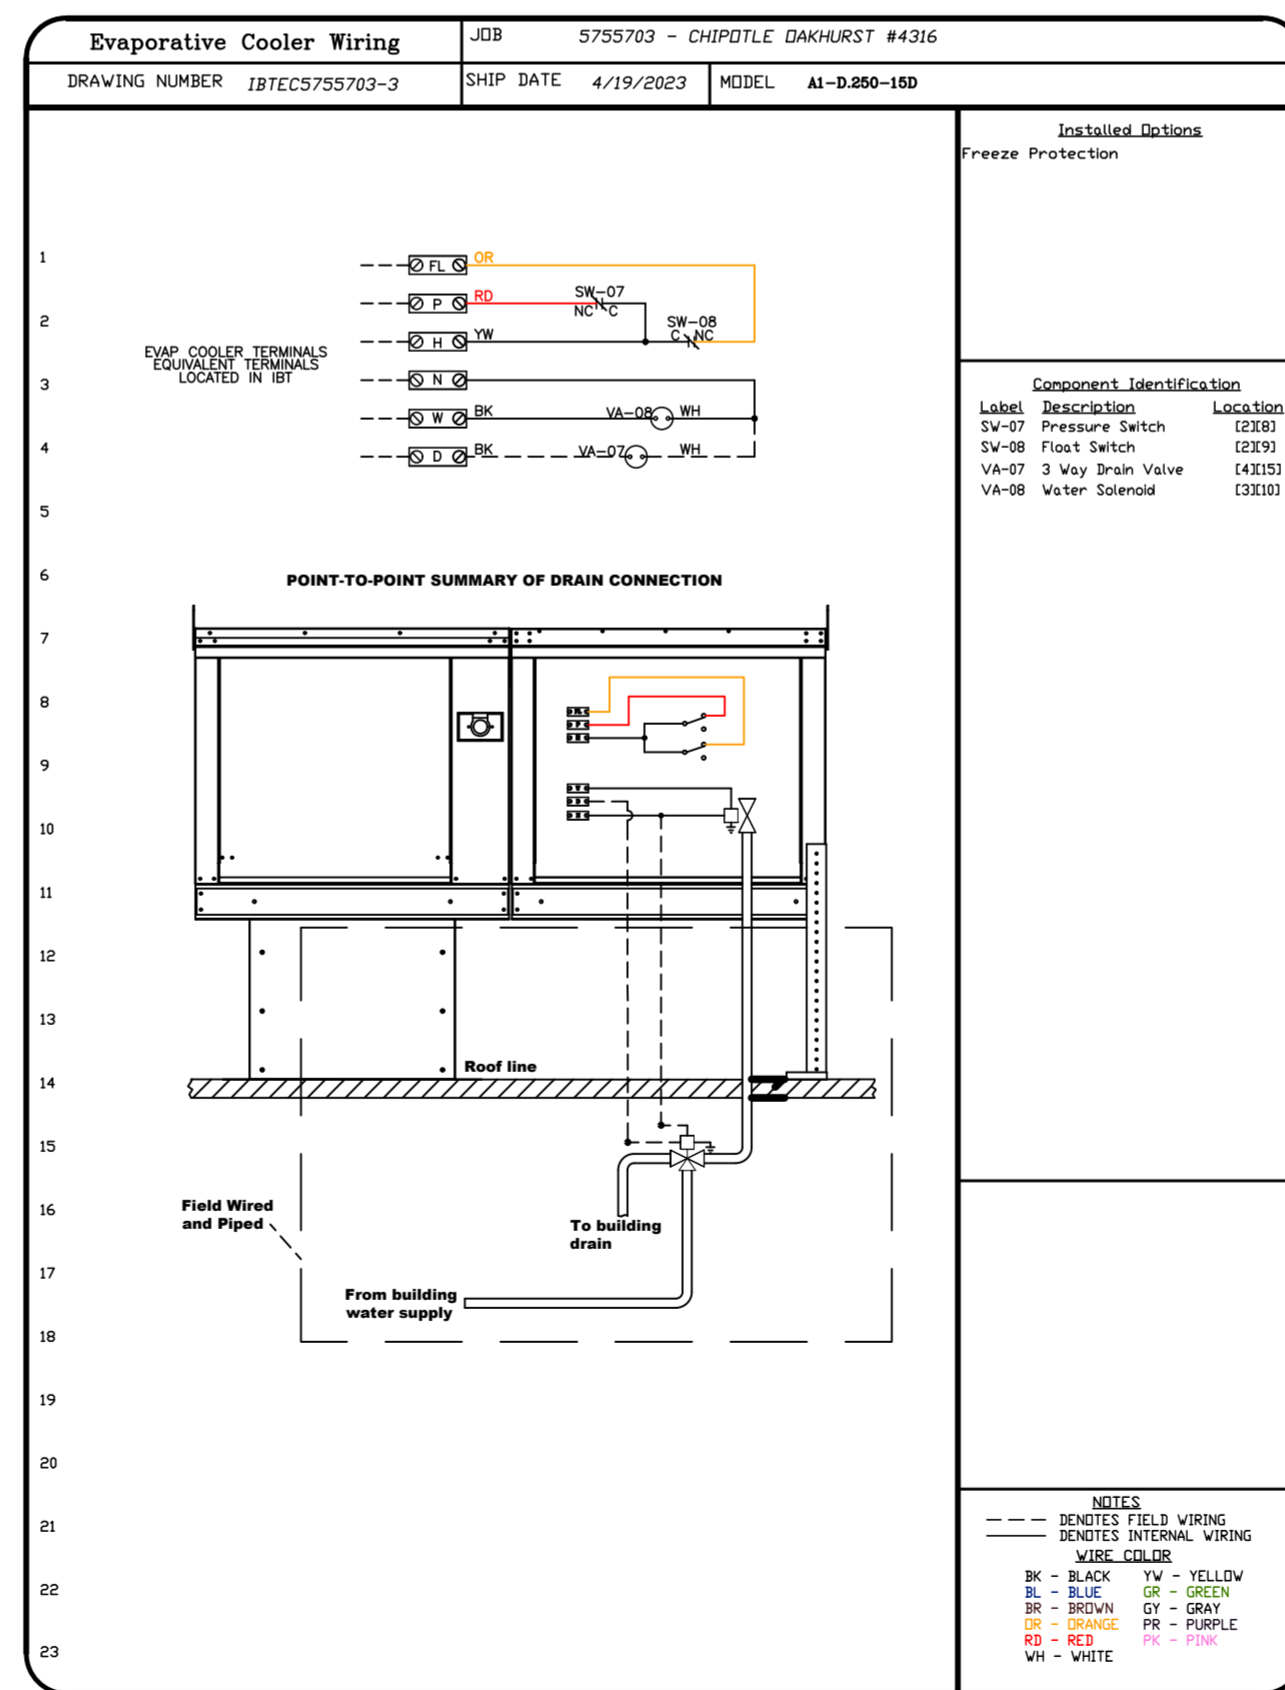 Evaporative Cooler Wiring
JOB 5755703 - CHIPOTLE OAKHURST #4316
DRAWING NUMBER IBTEC5755703-3
SHIP DATE 4/19/2023
MODEL A1-D.250-15D
Installed Options
Freeze Protection
1
2
3
4
5
6
7
8
9
10
11
12
13
14
15
16
17
18
19
20
21
22
23
FL OR
P RD SW-07
NC C
H YW SW-08
C NC
EVAP COOLER TERMINALS
EQUIVALENT TERMINALS
LOCATED IN IBT
N
W BK VA-08 WH
D BK VA-07 WH
Component Identification
Label Description Location
SW-07 Pressure Switch [2][8]
SW-08 Float Switch [2][9]
VA-07 3 Way Drain Valve [4][15]
VA-08 Water Solenoid [3][10]
POINT-TO-POINT SUMMARY OF DRAIN CONNECTION
Roof line
Field Wired
and Piped
To building
drain
From building
water supply
NOTES
DENOTES FIELD WIRING
DENOTES INTERNAL WIRING
WIRE COLOR
BK - BLACK YW - YELLOW
BL - BLUE GR - GREEN
BR - BROWN GY - GRAY
OR - ORANGE PR - PURPLE
RD - RED PK - PINK
WH - WHITE